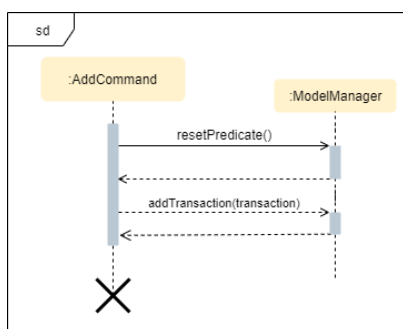 sd
:AddCommand
:ModelManager
resetPredicate()
addTransaction(transaction)